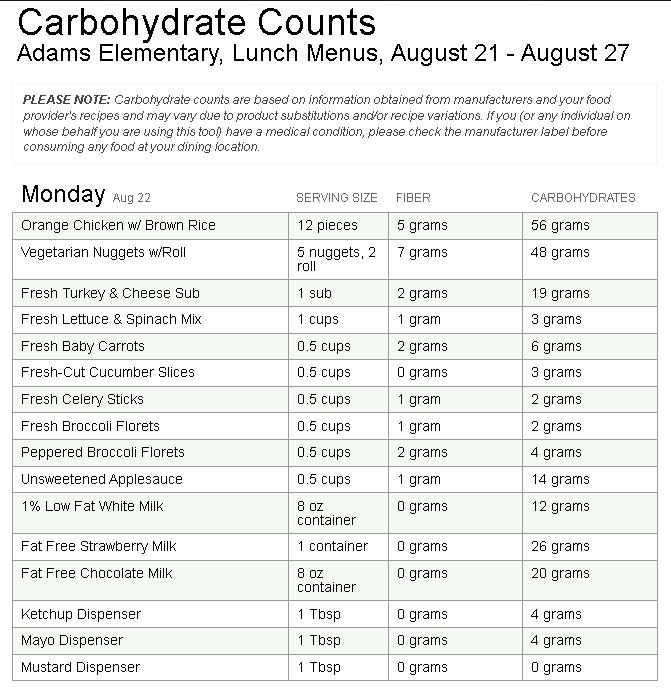 Carbohydrate Counts
Adams Elementary, Lunch Menus, August 21 - August 27
PLEASE NOTE: Carbohydrate counts are based on information obtained from manufacturers and your food
provider's recipes and may vary due to product substitutions and/or recipe variations. If you (or any individual on
whose behalf you are using this tool) have a medical condition, please check the manufacturer label before
consuming any food at your dining location.
Monday Aug 22 SERVING SIZE FIBER CARBOHYDRATES
Orange Chicken w/ Brown Rice 12 pieces 5 grams 56 grams
Vegetarian Nuggets w/Roll 5 nuggets, 2 7 grams 48 grams
roll
Fresh Turkey & Cheese Sub 1 sub 2 grams 19 grams
Fresh Lettuce & Spinach Mix 1 cups 1 gram 3 grams
Fresh Baby Carrots 0.5 cups 2 grams 6 grams
Fresh-Cut Cucumber Slices 0.5 cups 0 grams 3 grams
Fresh Celery Sticks 0.5 cups 1 gram 2 grams
Fresh Broccoli Florets 0.5 cups 1 gram 2 grams
Peppered Broccoli Florets 0.5 cups 2 grams 4 grams
Unsweetened Applesauce 0.5 cups 1 gram 14 grams
1% Low Fat White Milk 8 oz 0 grams 12 grams
container
Fat Free Strawberry Milk 1 container 0 grams 26 grams
Fat Free Chocolate Milk 8 oz 0 grams 20 grams
container
Ketchup Dispenser 1 Tbsp 0 grams 4 grams
Mayo Dispenser 1 Tbsp 0 grams 4 grams
Mustard Dispenser 1 Tbsp 0 grams 0 grams